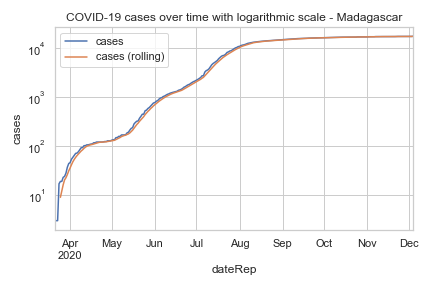 COVID-19 cases over time with logarithmic scale - Madagascar
cases
cases (rolling)
10⁴
10³
10²
10¹
cases
Apr May Jun Jul Aug Sep Oct Nov Dec
2020
dateRep